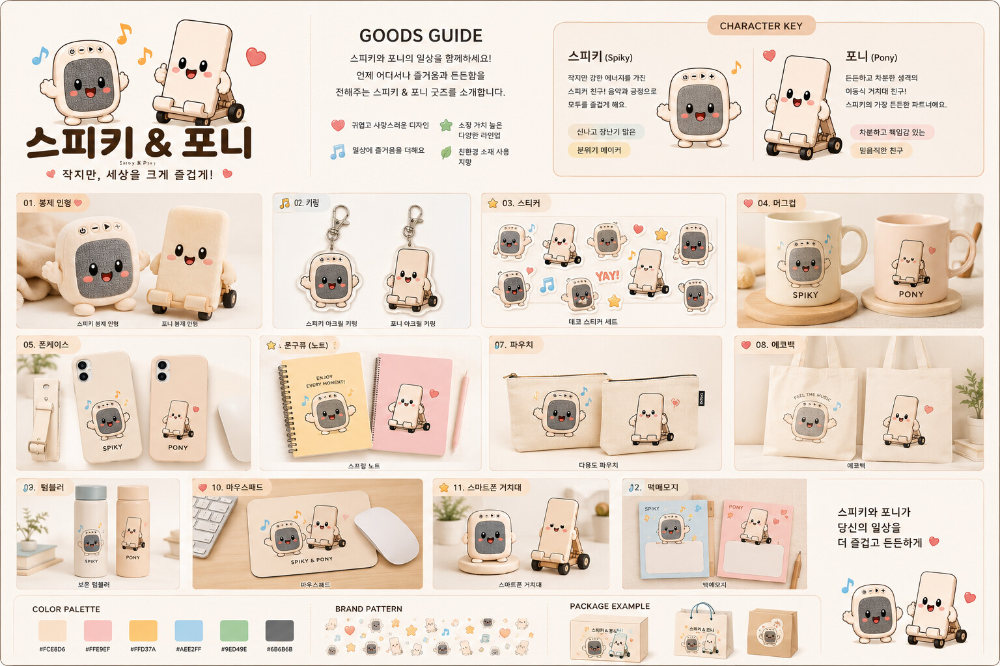 스피키 & 포니
작지만, 세상을 크게 즐겁게!
GOODS GUIDE
스피키와 포니의 일상을 함께하세요!
언제 어디서나 즐거움과 든든함을
전해주는 스피키 & 포니 굿즈를 소개합니다.
귀엽고 사랑스러운 디자인
소장 가치 높은
다양한 라인업
일상에 즐거움을 더해요
친환경 소재 사용
지향
CHARACTER KEY
스피키 (Spiky)
작지만 강한 에너지를 가진
스피커 친구! 음악과 긍정으로
모두를 즐겁게 해요.
신나고 장난기 많은
분위기 메이커
포니 (Pony)
든든하고 차분한 성격의
이동식 거치대 친구!
스피키의 가장 든든한 파트너에요.
차분하고 책임감 있는
믿음직한 친구
01. 봉제 인형
스피키 봉제 인형
포니 봉제 인형
02. 키링
스피키 아크릴 키링
포니 아크릴 키링
03. 스티커
YAY!
데코 스티커 세트
04. 머그컵
SPIKY
PONY
05. 폰케이스
SPIKY
PONY
문구류 (노트)
ENJOY
EVERY MOMENT!
스프링 노트
07. 파우치
다용도 파우치
08. 에코백
FEEL THE MUSIC
에코백
텀블러
SPIKY
PONY
보온 텀블러
10. 마우스패드
SPIKY & PONY
마우스패드
11. 스마트폰 거치대
스마트폰 거치대
2. 떡메모지
SPIKY
PONY
떡메모지
스피키와 포니가
당신의 일상을
더 즐겁고 든든하게
COLOR PALETTE
#FCE8D6
#FFE9EF
#FFD37A
#AEE2FF
#9ED49E
#6B6B6B
BRAND PATTERN
PACKAGE EXAMPLE
스피키 & 포니
스피키 & 포니